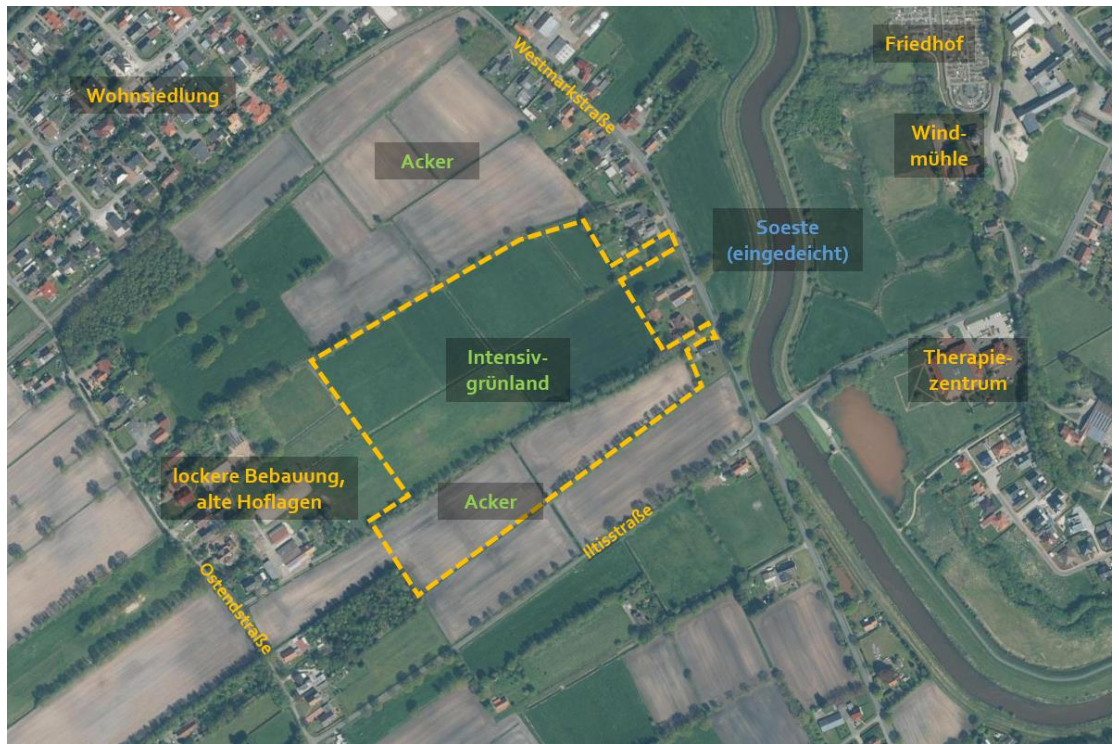 Westmarkstraße
Friedhof
Wohnsiedlung
Wind-
mühle
Acker
Soeste
(eingedeicht)
Intensiv-
grünland
Therapie-
zentrum
lockere Bebauung,
alte Hoflagen
Acker
Iltisstraße
Ostendstraße